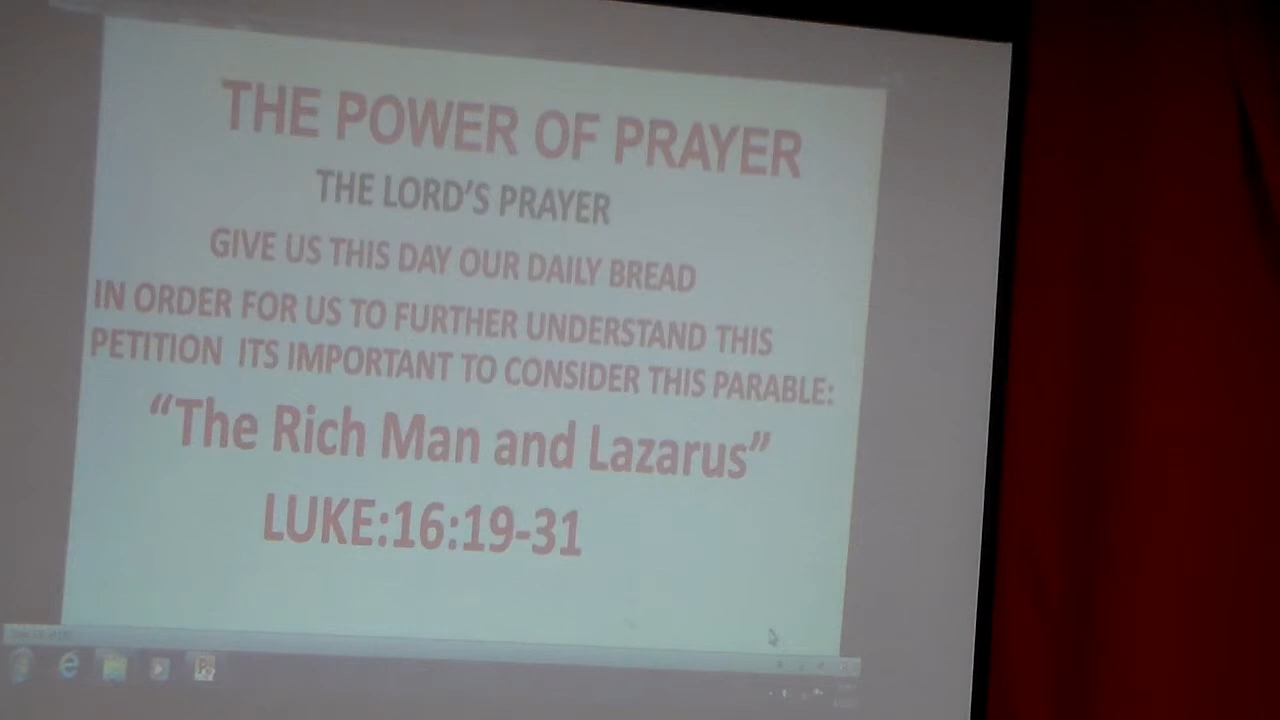 THE POWER OF PRAYER
THE LORD'S PRAYER
GIVE US THIS DAY OUR DAILY BREAD
IN ORDER FOR US TO FURTHER UNDERSTAND THIS
PETITION ITS IMPORTANT TO CONSIDER THIS PARABLE:
“The Rich Man and Lazarus”
LUKE:16:19-31